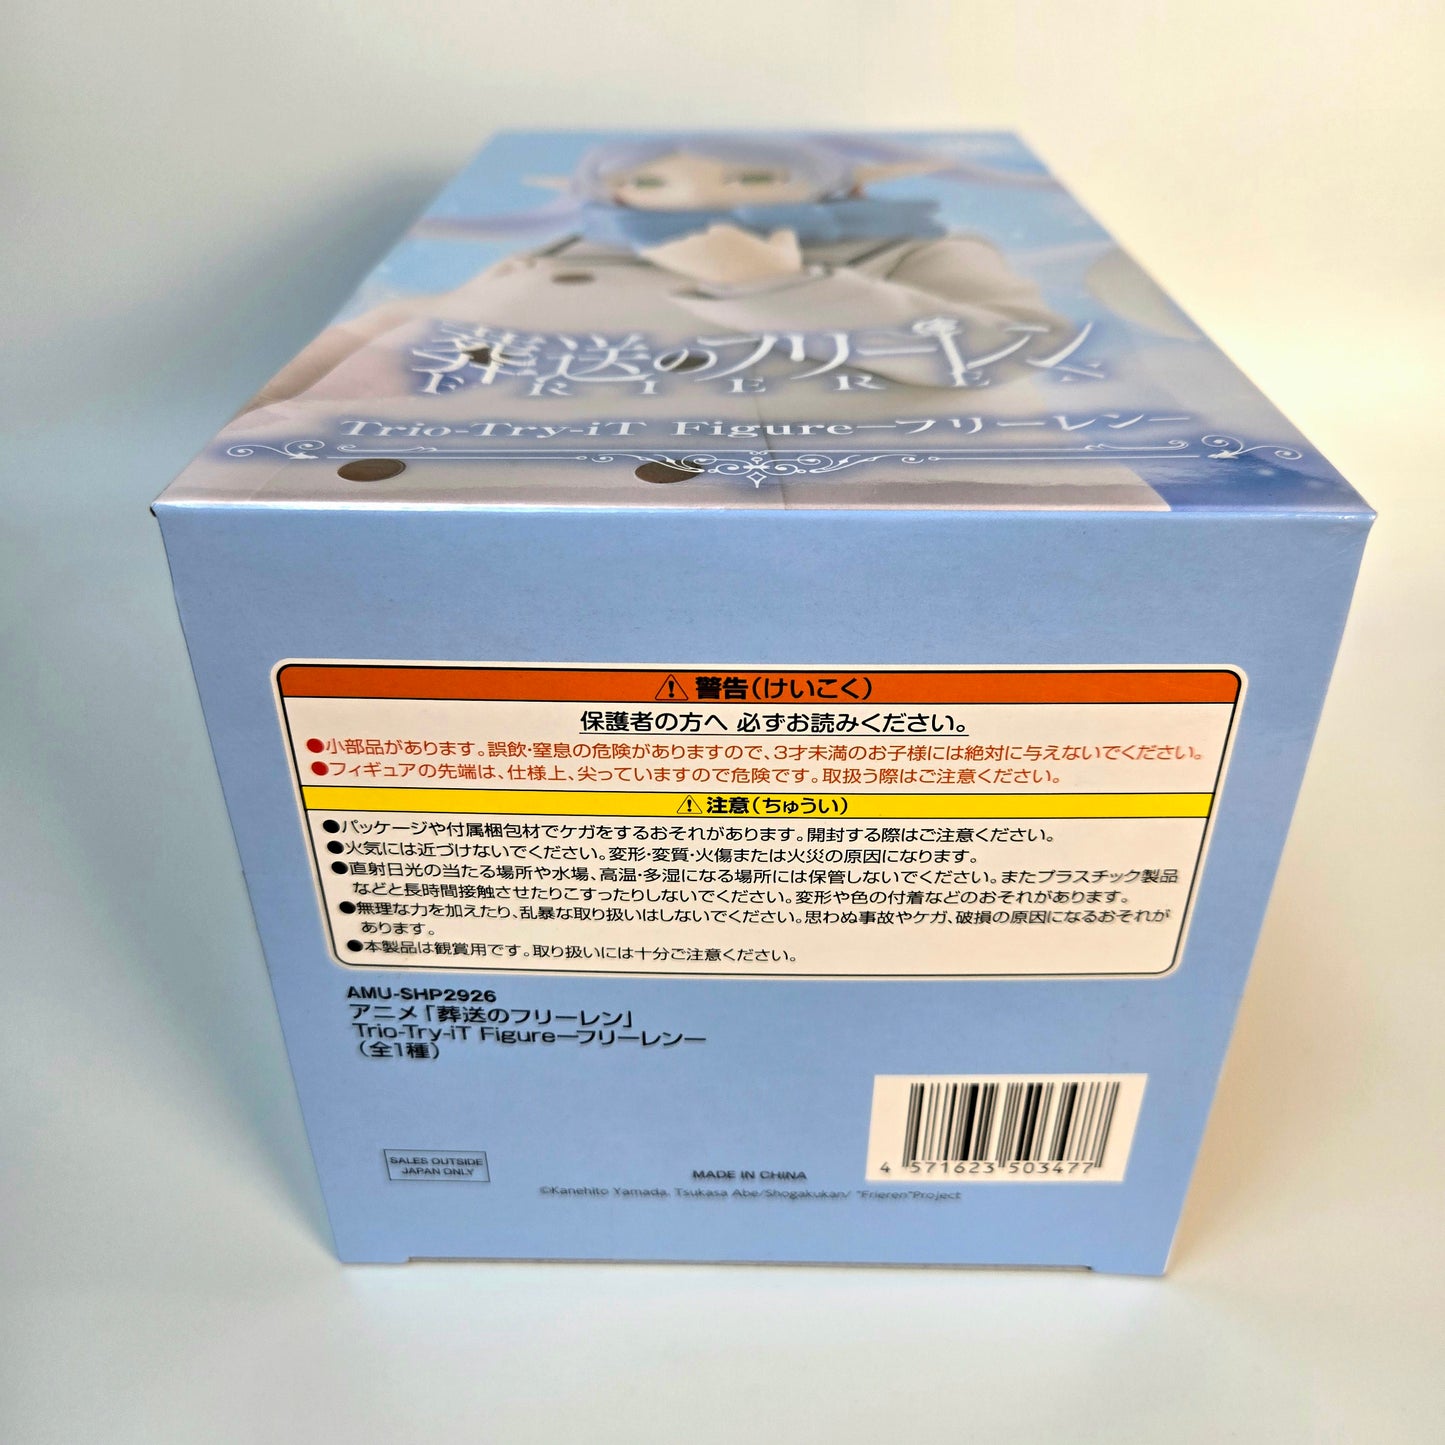 葬送のフリーレン
FRIEREN
Trio-Try-iT Figure—フリーレン—
⚠ 警告(けいこく)
保護者の方へ 必ずお読みください。
●小部品があります。誤飲・窒息の危険がありますので、3才未満のお子様には絶対に与えないでください。
●フィギュアの先端は、仕様上、尖っていますので危険です。取扱う際はご注意ください。
⚠ 注意(ちゅうい)
●パッケージや付属梱包材でケガをするおそれがあります。開封する際はご注意ください。
●火気には近づけないでください。変形・変質・火傷または火災の原因になります。
●直射日光の当たる場所や水場、高温・多湿になる場所には保管しないでください。またプラスチック製品
などと長時間接触させたりこすったりしないでください。変形や色の付着などのおそれがあります。
●無理な力を加えたり、乱暴な取り扱いはしないでください。思わぬ事故やケガ、破損の原因になるおそれが
あります。
●本製品は観賞用です。取り扱いには十分ご注意ください。
AMU-SHP2926
アニメ「葬送のフリーレン」
Trio-Try-iT Figure—フリーレン—
(全1種)
SALES OUTSIDE
JAPAN ONLY
MADE IN CHINA
4 571623 503477
©Kanehito Yamada, Tsukasa Abe/Shogakukan/ "Frieren"Project